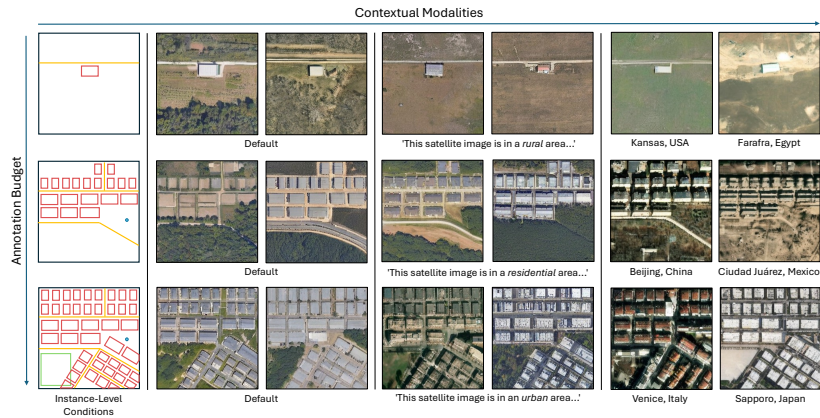 Contextual Modalities
Annotation Budget
Default
'This satellite image is in a rural area...'
Kansas, USA
Farafra, Egypt
Default
'This satellite image is in a residential area...'
Beijing, China
Ciudad Juárez, Mexico
Instance-Level
Conditions
Default
'This satellite image is in an urban area...'
Venice, Italy
Sapporo, Japan